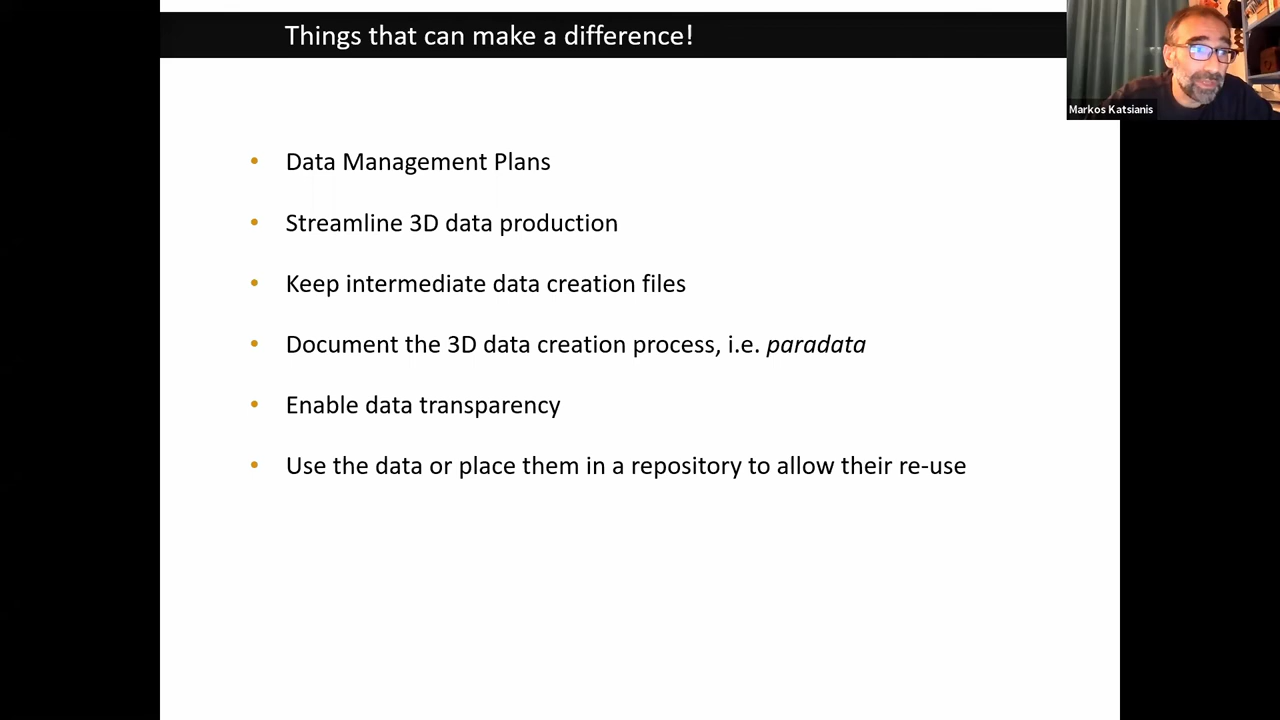 Things that can make a difference!
Markos Katsianis
• Data Management Plans
• Streamline 3D data production
• Keep intermediate data creation files
• Document the 3D data creation process, i.e. paradata
• Enable data transparency
• Use the data or place them in a repository to allow their re-use